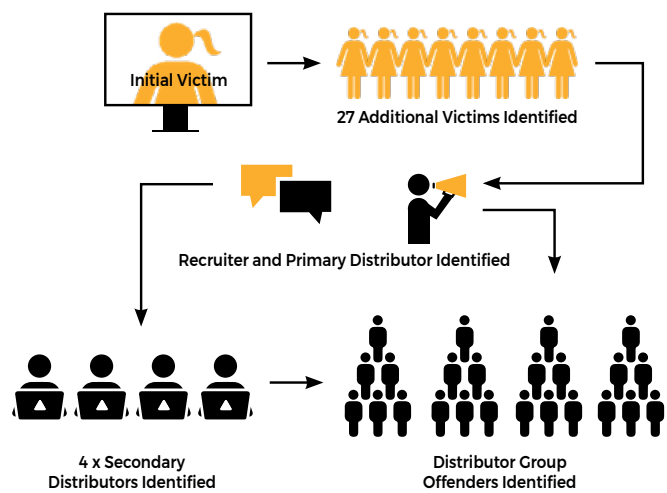 Initial Victim
27 Additional Victims Identified
Recruiter and Primary Distributor Identified
4 x Secondary
Distributors Identified
Distributor Group
Offenders Identified